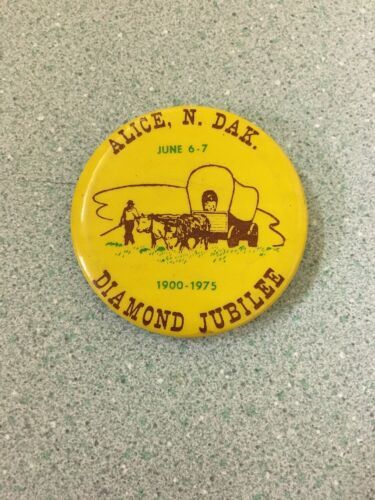 ALICE, N. DAK.
JUNE 6-7
1900-1975
DIAMOND JUBILEE